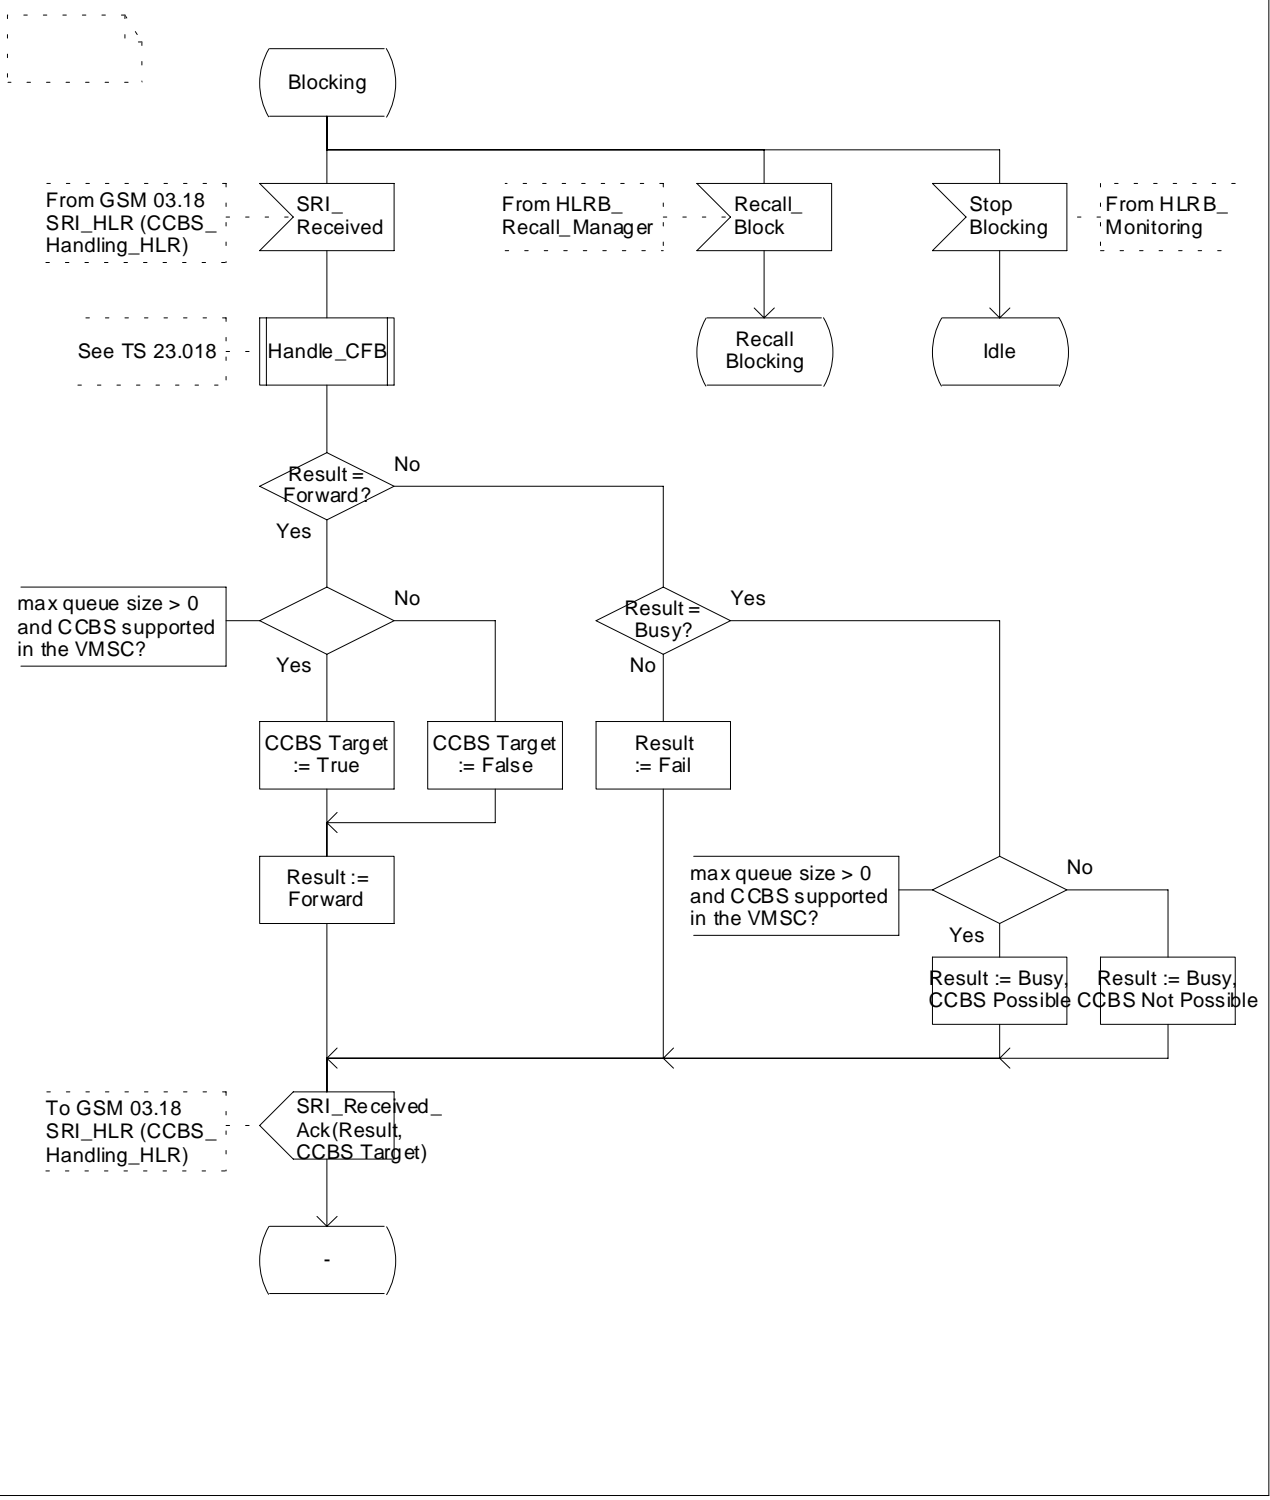 Blocking
From GSM 03.18
SRI_HLR (CCBS_
Handling_HLR)
SRI_
Received
From HLRB_
Recall_Manager
Recall_
Block
Stop
Blocking
From HLRB_
Monitoring
See TS 23.018
Handle_CFB
Recall
Blocking
Idle
Result =
Forward?
No
Yes
max queue size > 0
and CCBS supported
in the VMSC?
No
Yes
Result =
Busy?
Yes
No
CCBS Target
:= True
CCBS Target
:= False
Result
:= Fail
Result :=
Forward
max queue size > 0
and CCBS supported
in the VMSC?
No
Yes
Result := Busy,
CCBS Possible
Result := Busy,
CCBS Not Possible
To GSM 03.18
SRI_HLR (CCBS_
Handling_HLR)
SRI_Received_
Ack(Result,
CCBS Target)
-